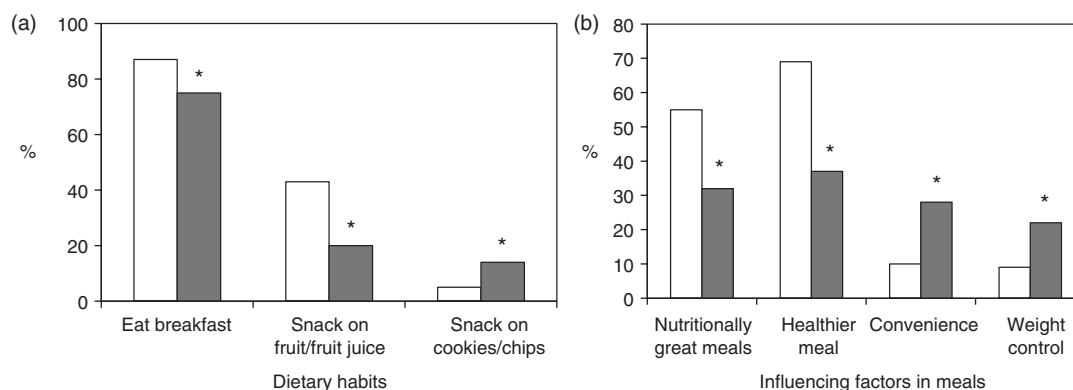 (a)
100
80
60
%
40
20
0
*
*
*
Eat breakfast
Snack on
fruit/fruit juice
Snack on
cookies/chips
Dietary habits
(b)
80
70
60
50
%
40
30
20
10
0
*
*
*
*
Nutritionally
great meals
Healthier
meal
Convenience
Weight
control
Influencing factors in meals